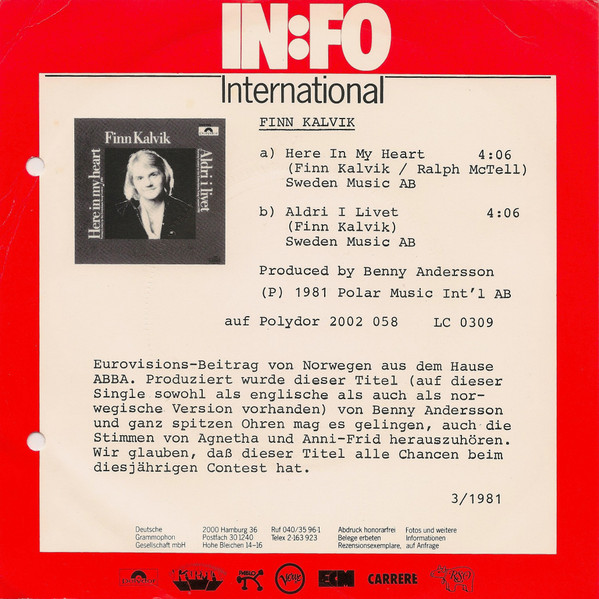 IN:FO
International
Finn Kalvik
Here in my heart
Aldri i livet
FINN KALVIK
a) Here In My Heart 4:06
(Finn Kalvik / Ralph McTell)
Sweden Music AB
b) Aldri I Livet 4:06
(Finn Kalvik)
Sweden Music AB
Produced by Benny Andersson
(P) 1981 Polar Music Int'l AB
auf Polydor 2002 058 LC 0309
Eurovisions-Beitrag von Norwegen aus dem Hause
ABBA. Produziert wurde dieser Titel (auf dieser
Single sowohl als englische als auch als nor-
wegische Version vorhanden) von Benny Andersson
und ganz spitzen Ohren mag es gelingen, auch die
Stimmen von Agnetha und Anni-Frid herauszuhören.
Wir glauben, daß dieser Titel alle Chancen beim
diesjährigen Contest hat.
3/1981
Deutsche
Grammophon
Gesellschaft mbH
2000 Hamburg 36
Postfach 301240
Hohe Bleichen 14-16
Ruf 040/35 96-1
Telex 2-163 923
Abdruck honorarfrei
Belege erbeten
Rezensionsexemplare,
Fotos und weitere
Informationen
auf Anfrage
polydor
Verve
ECM
CARRERE
RSO